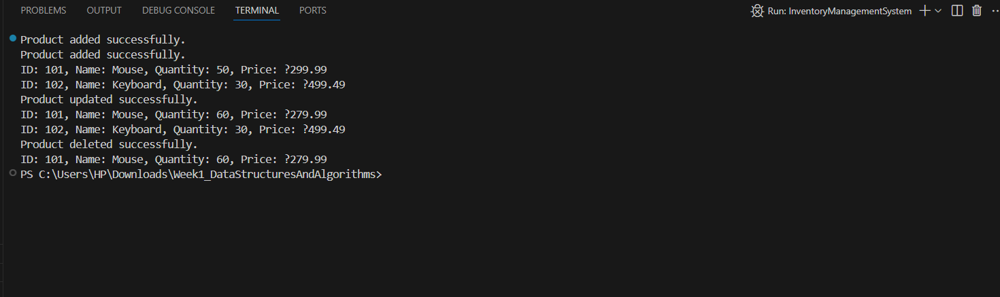 PROBLEMS OUTPUT DEBUG CONSOLE TERMINAL PORTS Run: InventoryManagementSystem
Product added successfully.
Product added successfully.
ID: 101, Name: Mouse, Quantity: 50, Price: ?299.99
ID: 102, Name: Keyboard, Quantity: 30, Price: ?499.49
Product updated successfully.
ID: 101, Name: Mouse, Quantity: 60, Price: ?279.99
ID: 102, Name: Keyboard, Quantity: 30, Price: ?499.49
Product deleted successfully.
ID: 101, Name: Mouse, Quantity: 60, Price: ?279.99
PS C:\Users\HP\Downloads\Week1_DataStructuresAndAlgorithms>